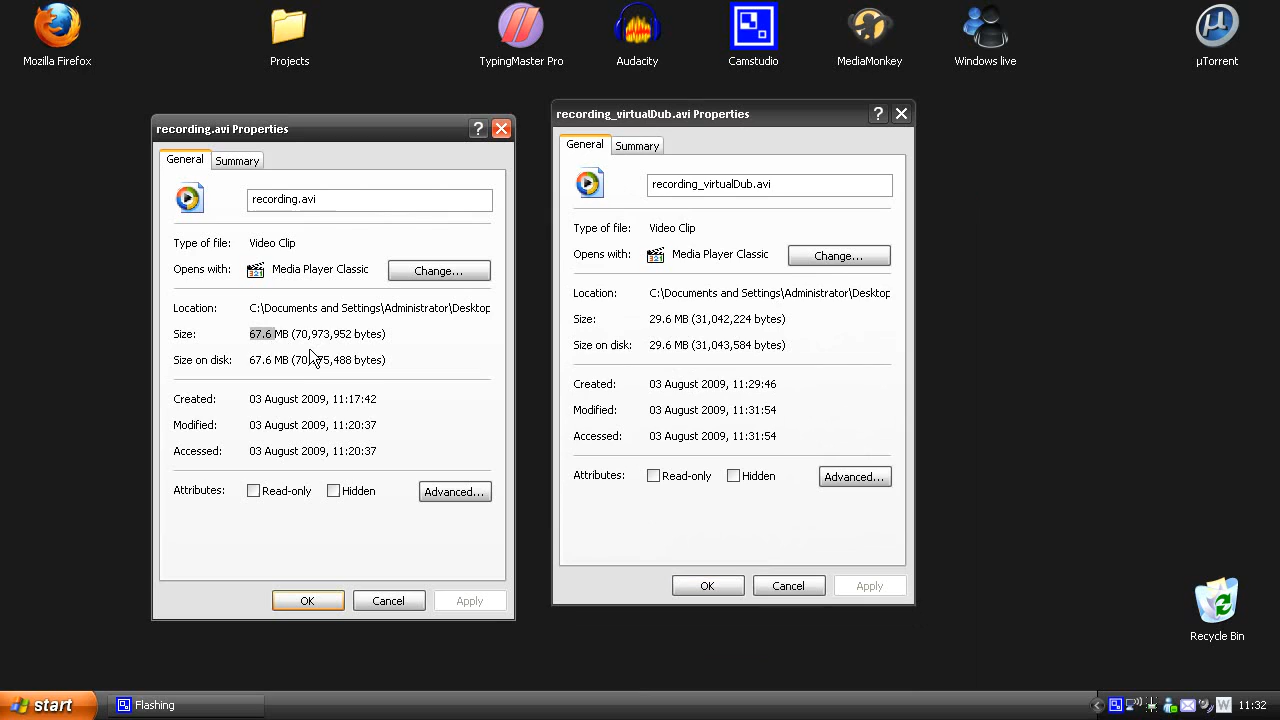 Mozilla Firefox
Projects
TypingMaster Pro
Audacity
Camstudio
MediaMonkey
Windows live
µ
µTorrent
recording.avi Properties
?
General
Summary
recording.avi
Type of file:
Video Clip
Opens with:
321
Media Player Classic
Change...
Location:
C:\Documents and Settings\Administrator\Desktop
Size:
67.6 MB (70,973,952 bytes)
Size on disk:
67.6 MB (70, 75,488 bytes)
Created:
03 August 2009, 11:17:42
Modified:
03 August 2009, 11:20:37
Accessed:
03 August 2009, 11:20:37
Attributes:
Read-only
Hidden
Advanced...
OK
Cancel
Apply
recording_virtualDub.avi Properties
?
General
Summary
recording_virtualDub.avi
Type of file:
Video Clip
Opens with:
321
Media Player Classic
Change...
Location:
C:\Documents and Settings\Administrator\Desktop
Size:
29.6 MB (31,042,224 bytes)
Size on disk:
29.6 MB (31,043,584 bytes)
Created:
03 August 2009, 11:29:46
Modified:
03 August 2009, 11:31:54
Accessed:
03 August 2009, 11:31:54
Attributes:
Read-only
Hidden
Advanced...
OK
Cancel
Apply
Recycle Bin
start
Flashing
W
11:32